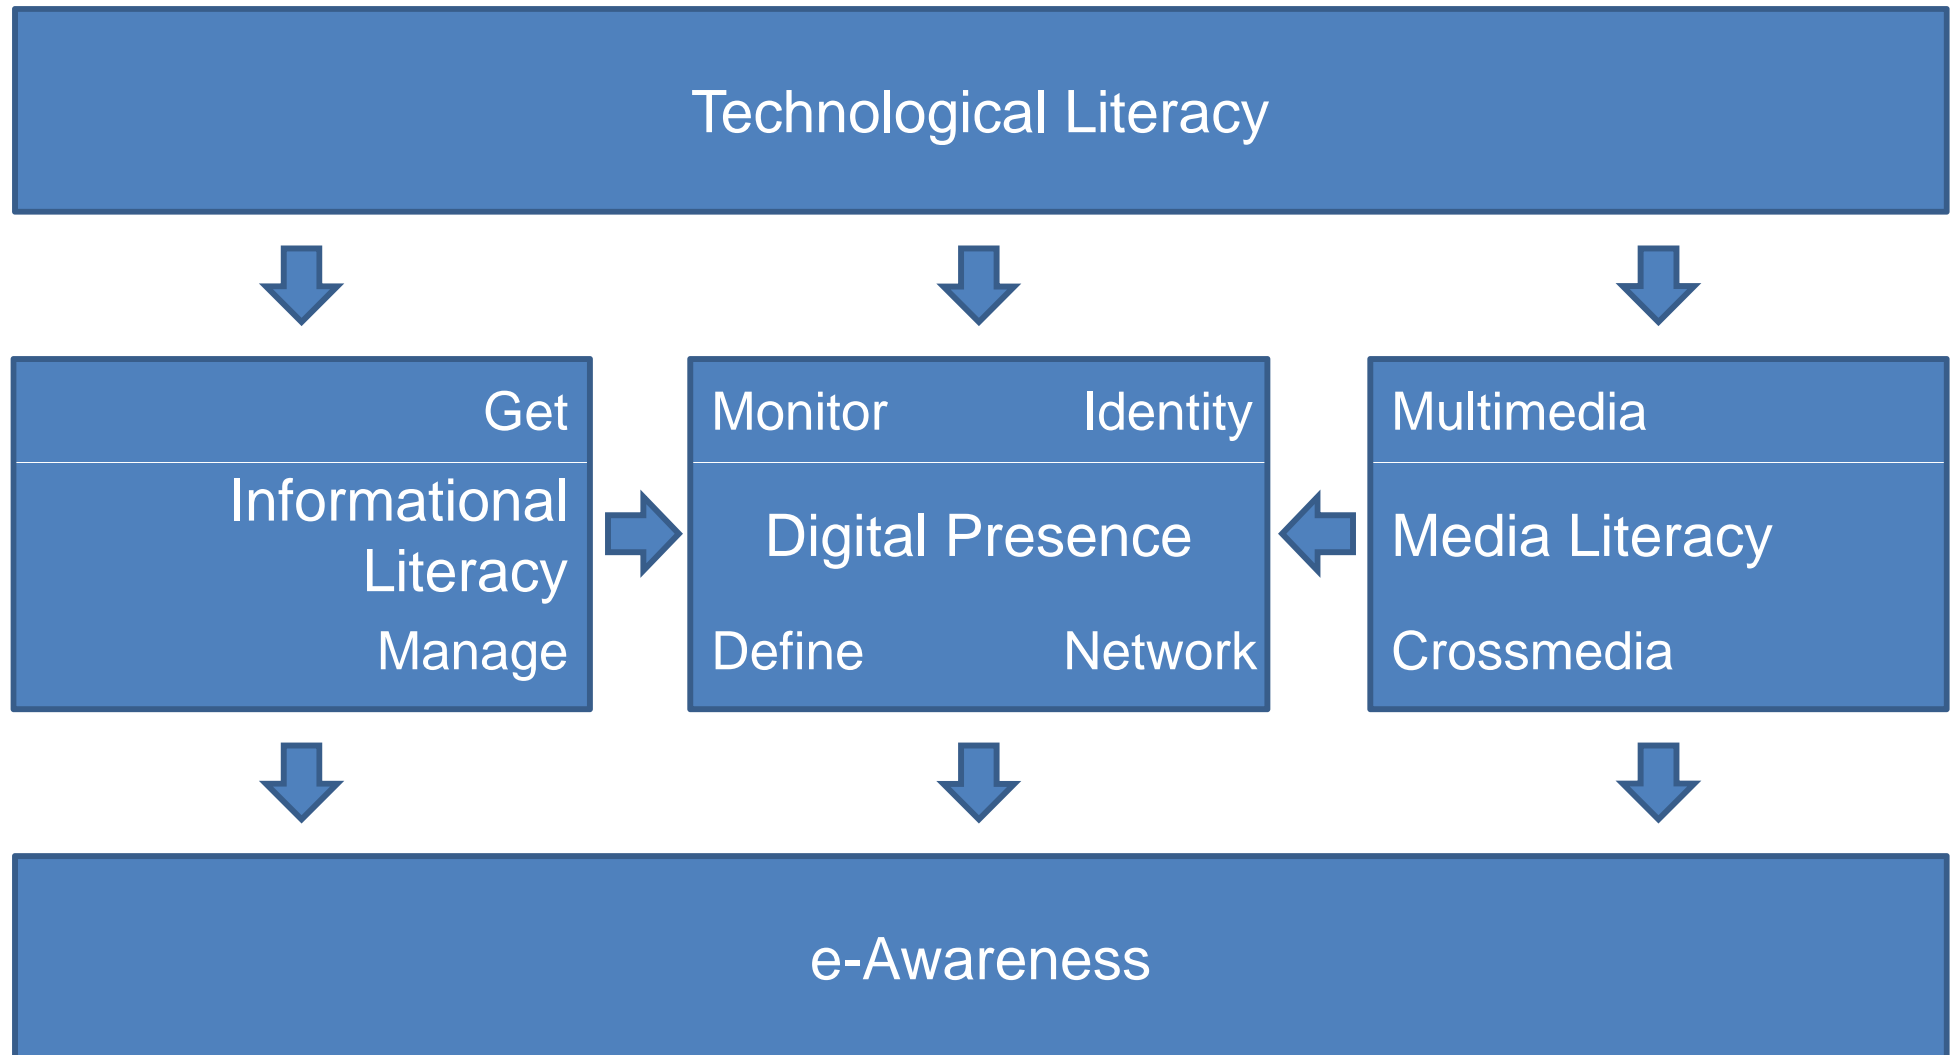 Technological Literacy
Get
Informational
Literacy
Manage
Monitor Identity
Digital Presence
Define Network
Multimedia
Media Literacy
Crossmedia
e-Awareness